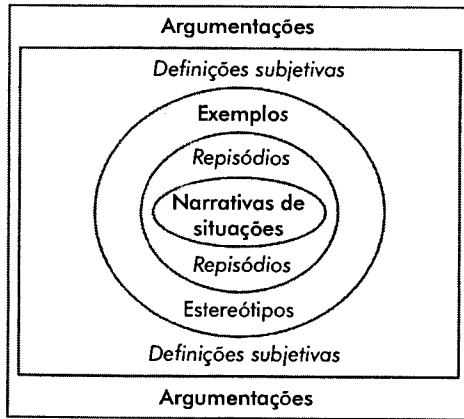 Argumentações
Definições subjetivas
Exemplos
Repisódios
Narrativas de
situações
Repisódios
Estereótipos
Definições subjetivas
Argumentações